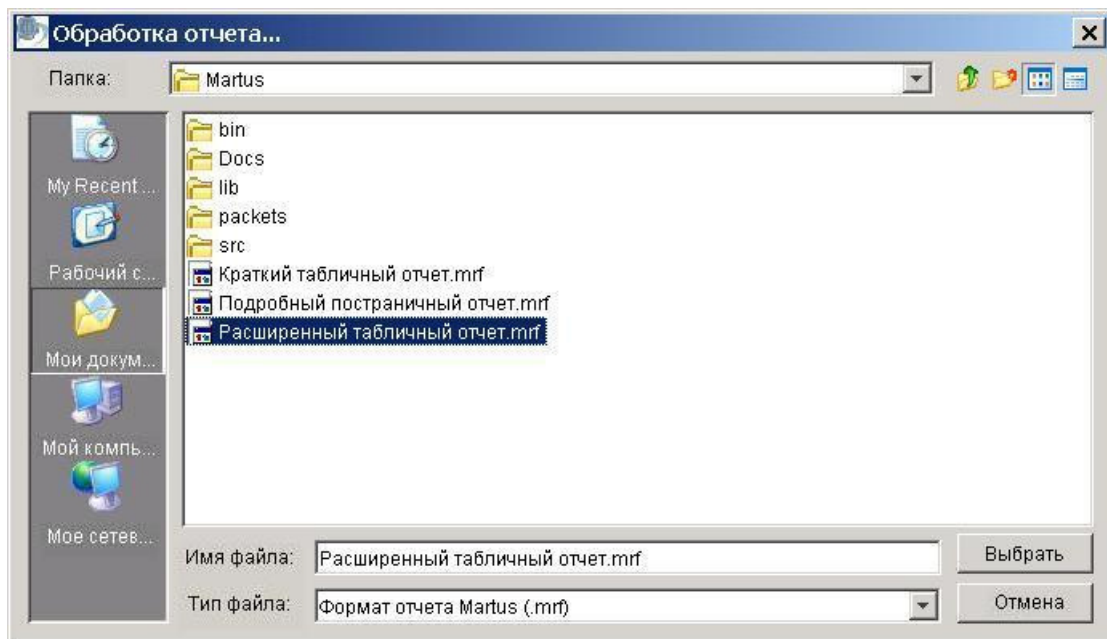 Обработка отчета...
Папка:
Martus
My Recent ...
Рабочий с...
Мои докум...
Мой компь...
Мое сетев...
bin
Docs
lib
packets
src
Краткий табличный отчет.mrf
Подробный постраничный отчет.mrf
Расширенный табличный отчет.mrf
Имя файла:
Расширенный табличный отчет.mrf
Выбрать
Тип файла:
Формат отчета Martus (.mrf)
Отмена